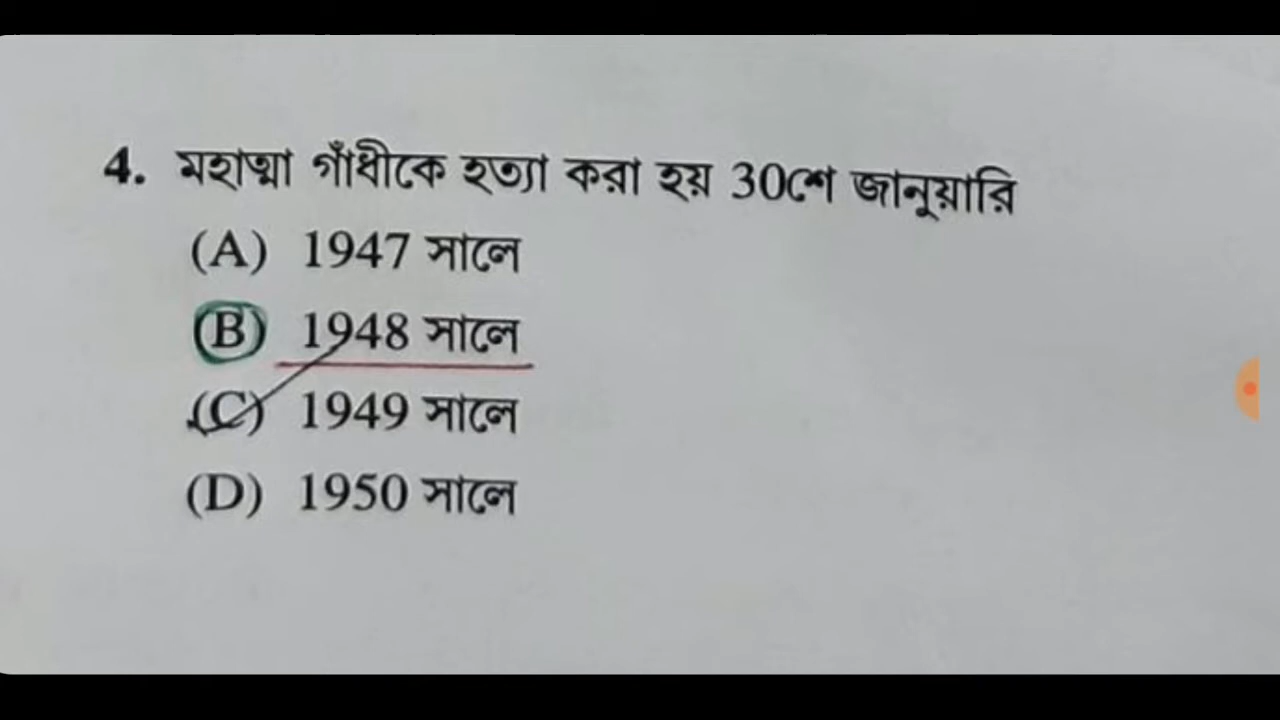 4. মহাত্মা গাঁধীকে হত্যা করা হয় 30শে জানুয়ারি
(A) 1947 সালে
(B) 1948 সালে
(C) 1949 সালে
(D) 1950 সালে